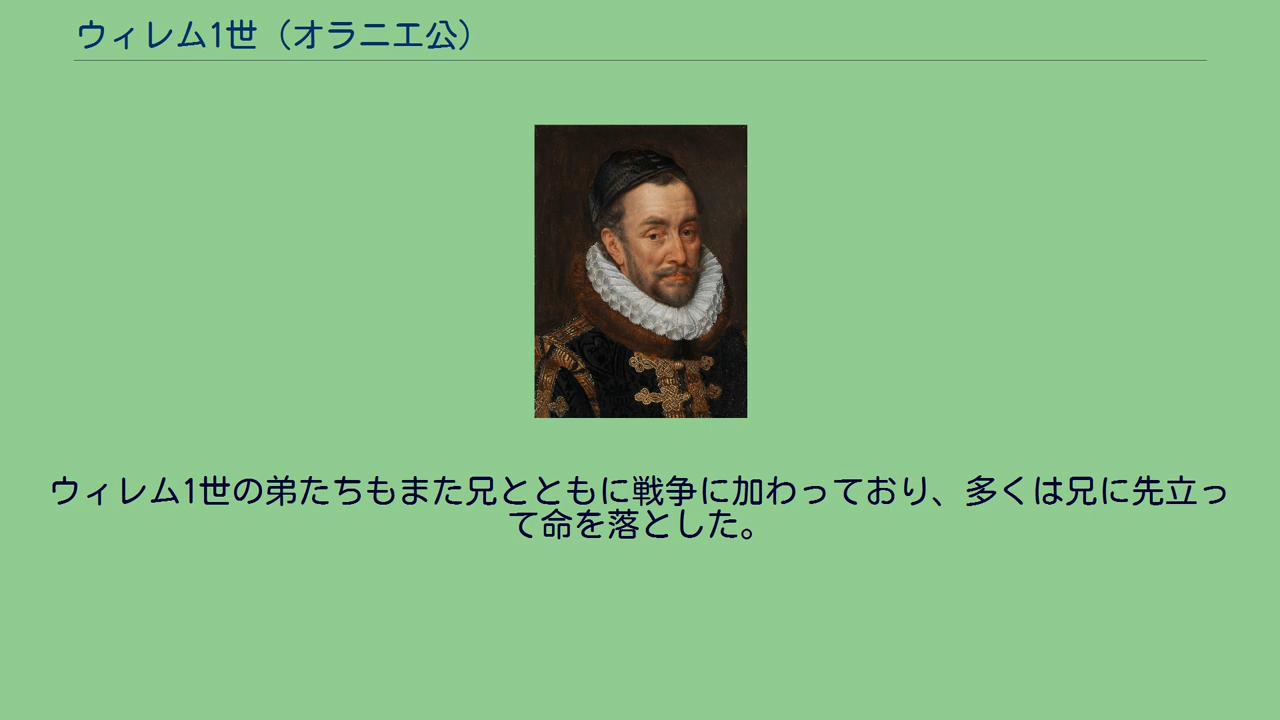 ウィレム1世（オラニエ公）
ウィレム1世の弟たちもまた兄とともに戦争に加わっており、多くは兄に先立っ
て命を落とした。